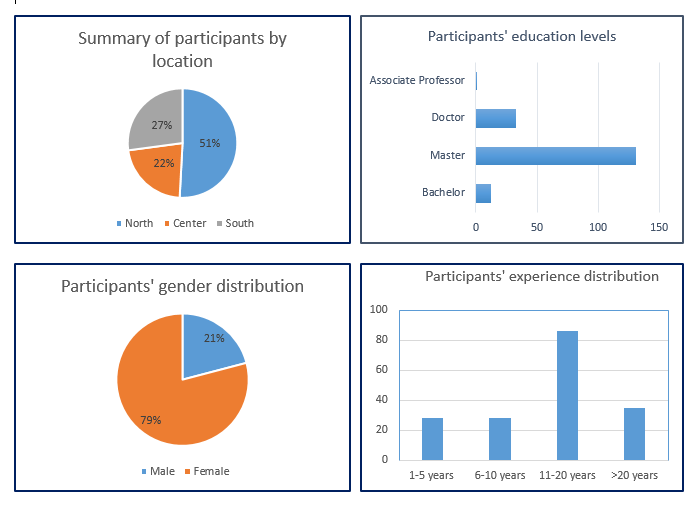 Summary of participants by
location
27%
51%
22%
North Center South
Participants' education levels
Associate Professor
Doctor
Master
Bachelor
0 50 100 150
Participants' gender distribution
21%
79%
Male Female
Participants' experience distribution
100
80
60
40
20
0
1-5 years 6-10 years 11-20 years >20 years